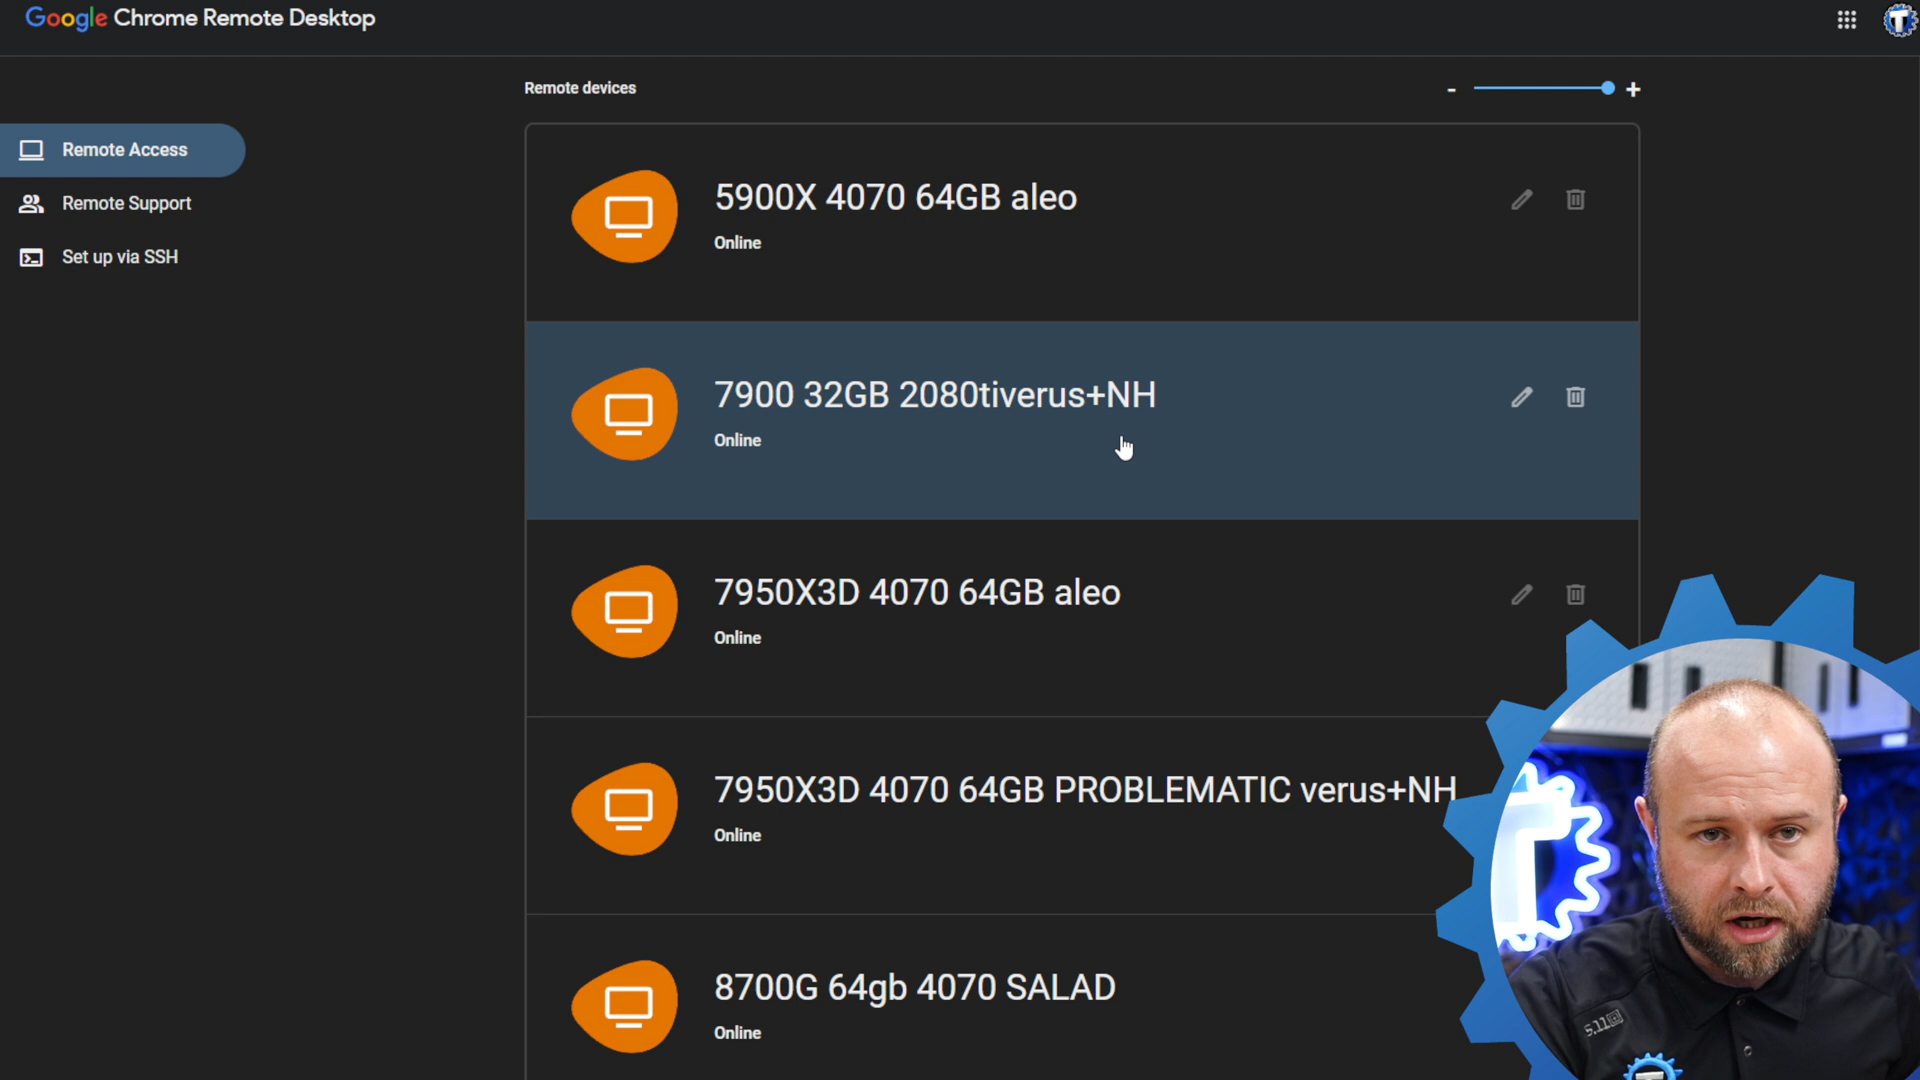 Google Chrome Remote Desktop
Remote devices
- +
Remote Access
Remote Support
Set up via SSH
5900X 4070 64GB aleo
Online
7900 32GB 2080tiverus+NH
Online
7950X3D 4070 64GB aleo
Online
7950X3D 4070 64GB PROBLEMATIC verus+NH
Online
8700G 64gb 4070 SALAD
Online
5.11
T